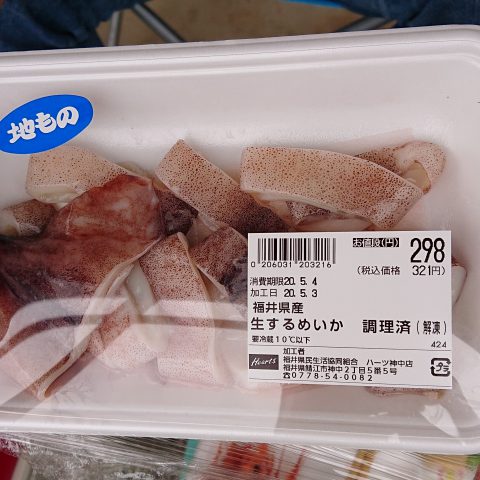 地もの
お値段(円) 298
(税込価格 321円)
0 206031 203216
消費期限20.5.4
加工日 20.5.3
福井県産
生するめいか 調理済(解凍)
要冷蔵10℃以下
424
加工者
Hearts
福井県民生活協同組合 ハーツ神中店
福井県鯖江市神中2丁目5番5号
☎0778-54-0082
プラ